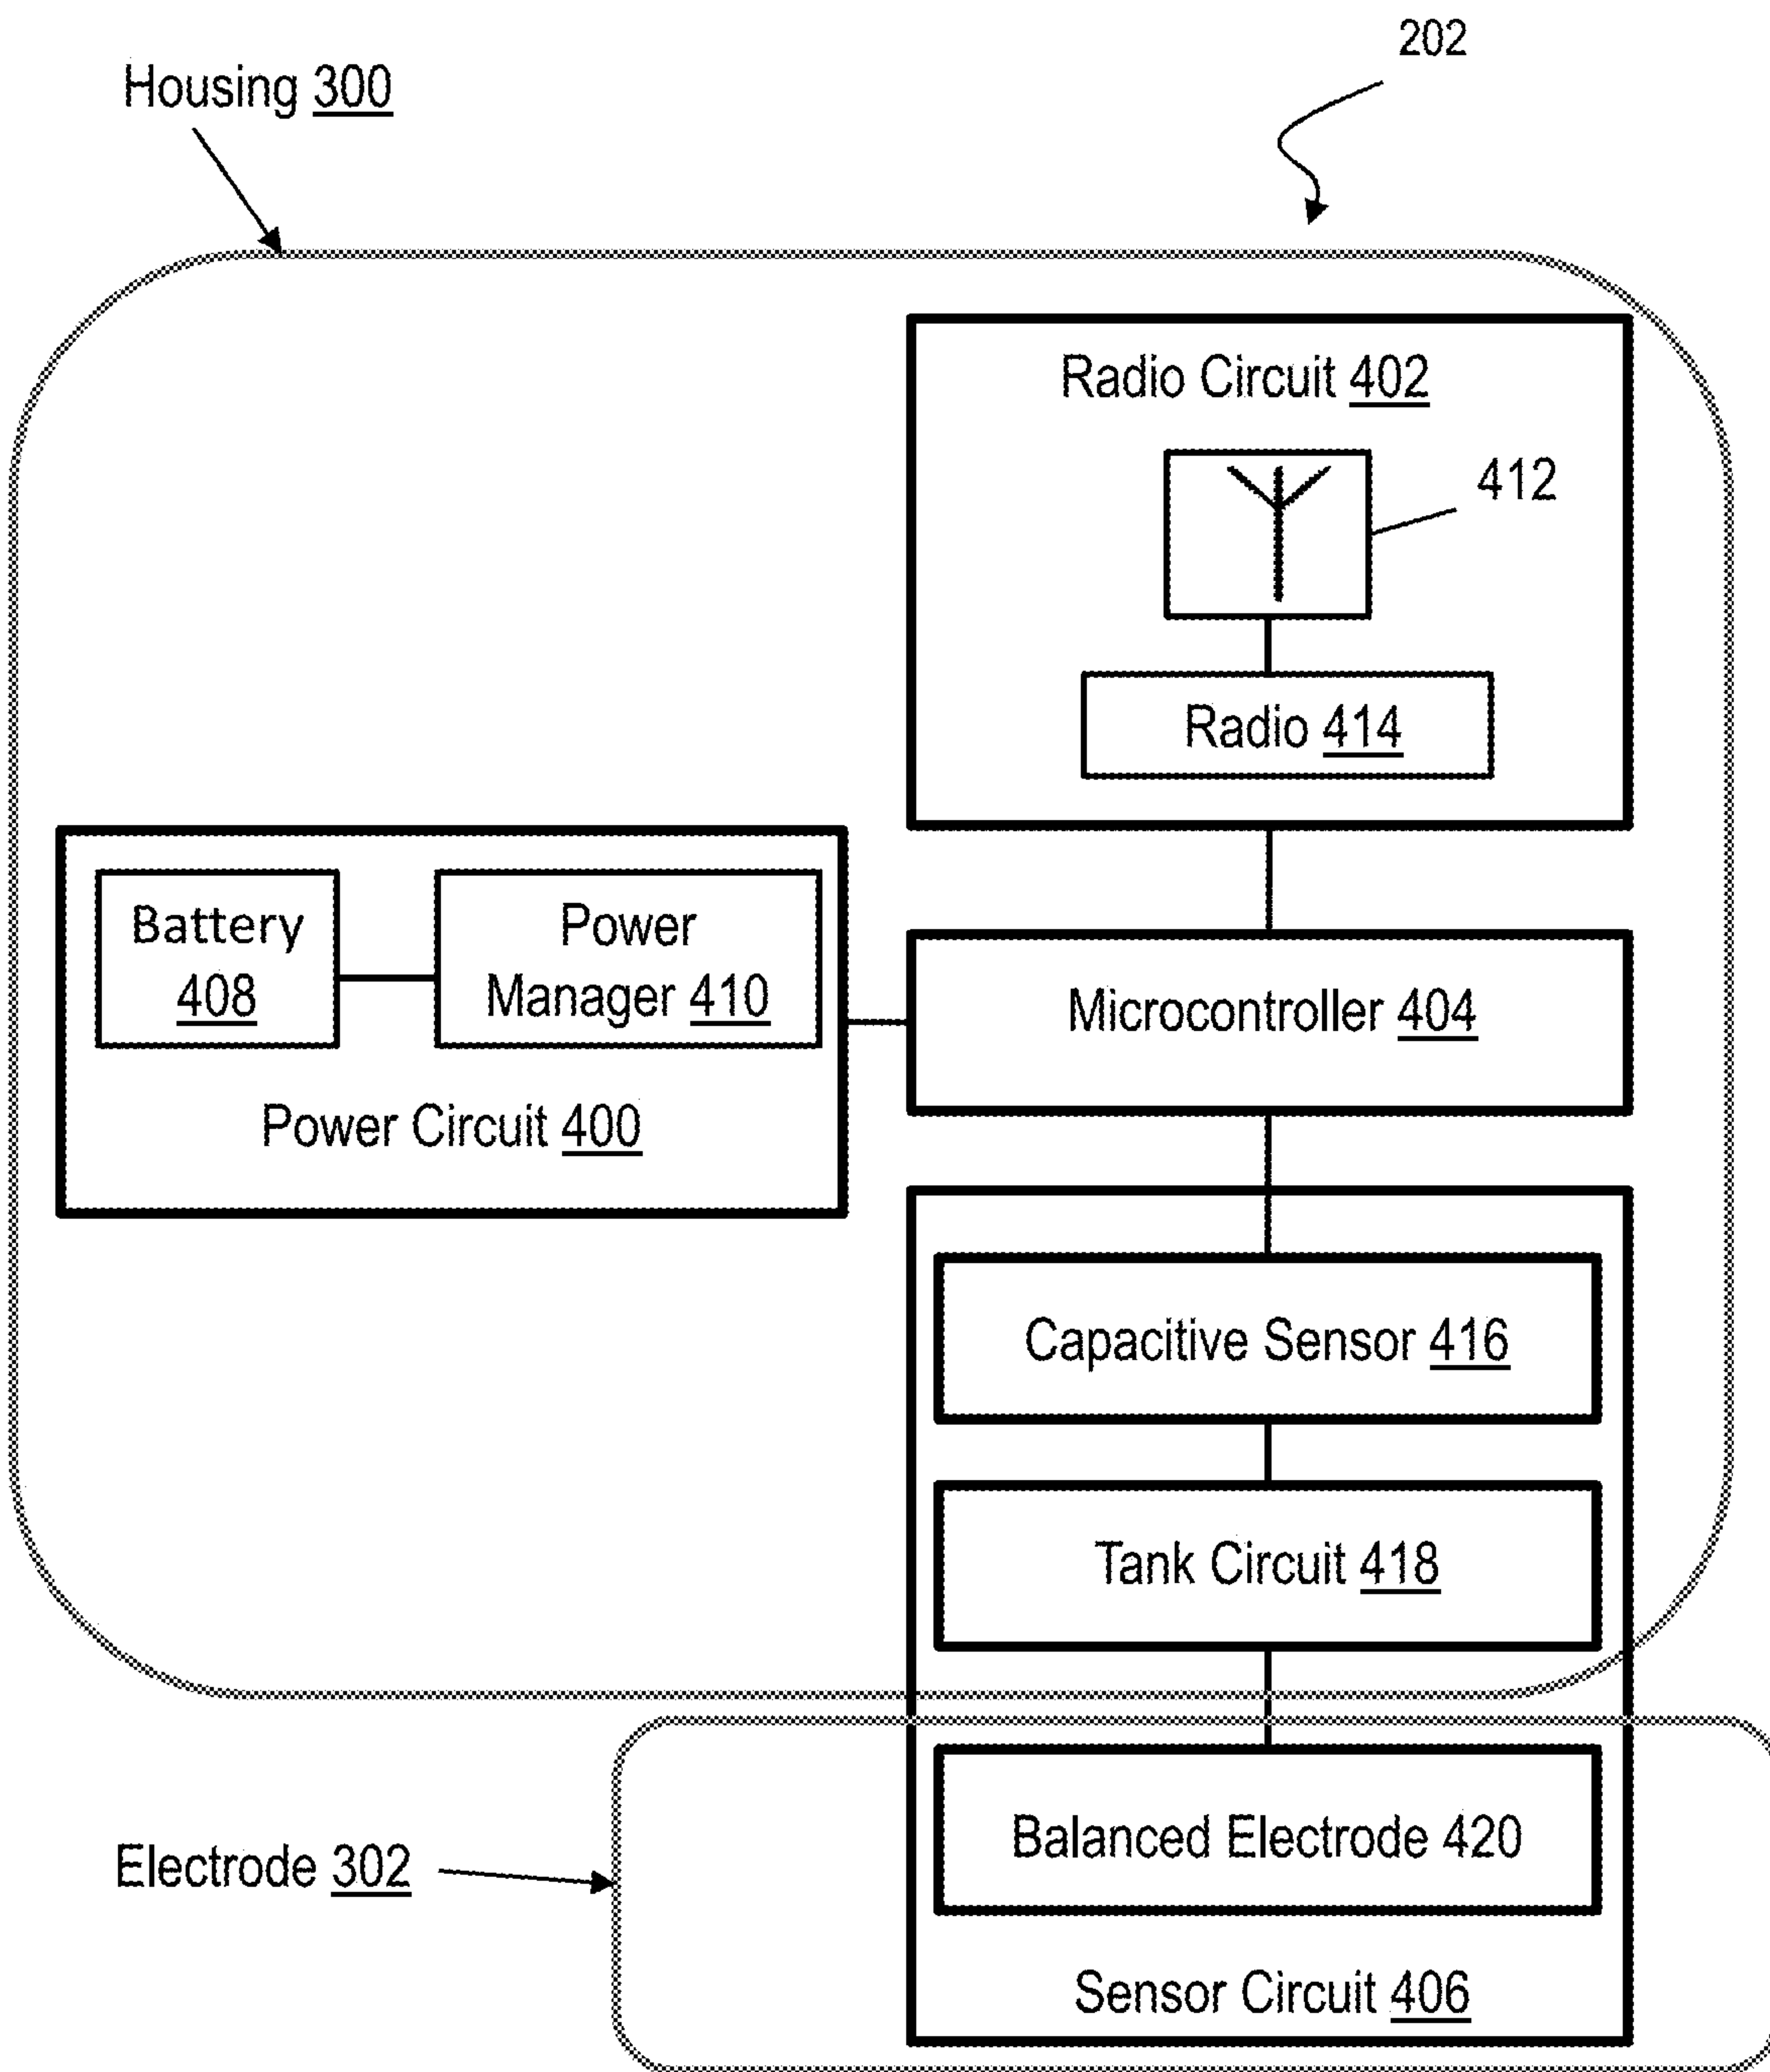 202
Housing 300
Radio Circuit 402
412
Radio 414
Battery
408
Power
Manager 410
Power Circuit 400
Microcontroller 404
Capacitive Sensor 416
Tank Circuit 418
Balanced Electrode 420
Electrode 302
Sensor Circuit 406